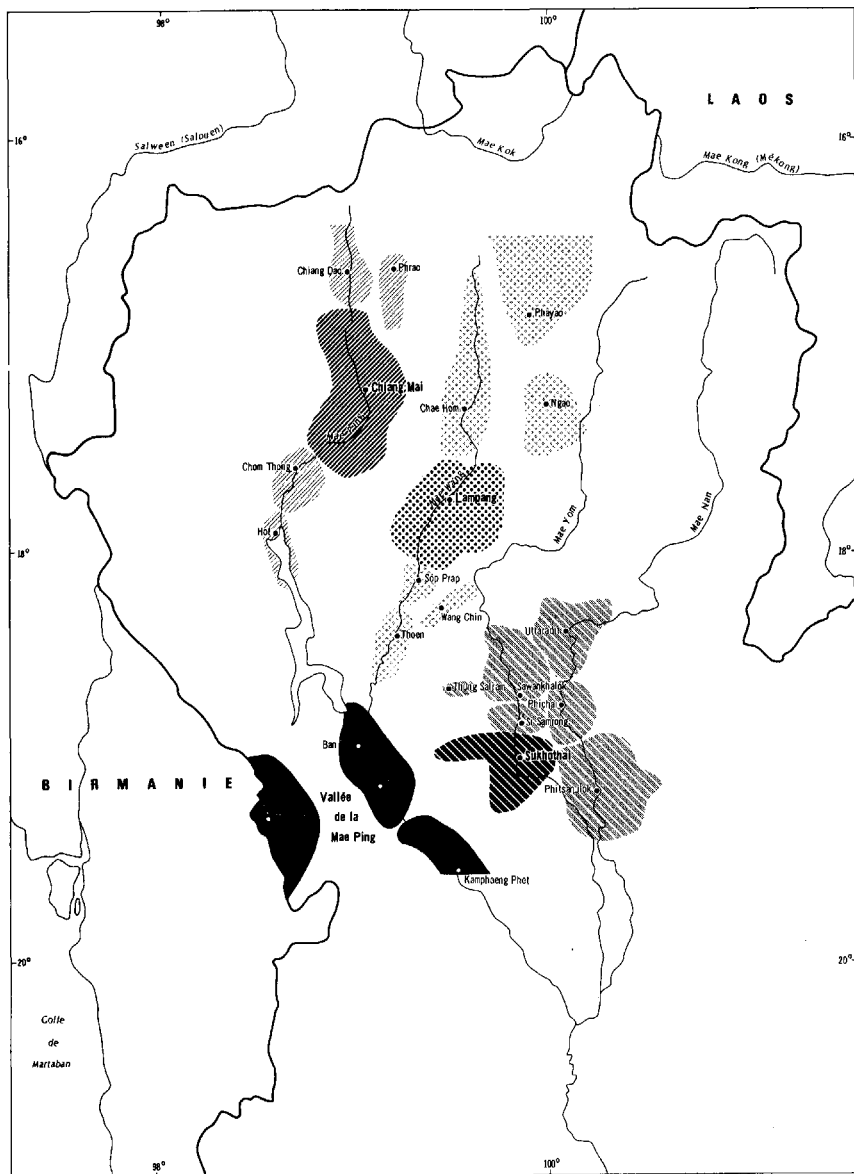 98°
100°
LAOS
Salween (Salouen)
16°
Mae Kok
16°
Mae Kong (Mékong)
Chiang Dao
Phrao
Phayao
Chiang Mai
Chae Hom
Ngao
Chom Thong
Lampang
Hot
Mae Yom
Mae Nan
18°
18°
Sop Prap
Wang Chin
Thoen
Uttaradit
Sawankhalok
Phichai
Si Samrong
Ban
Sukhothai
BIRMANIE
Phitsanulok
Vallée
de la
Mae Ping
Kamphaeng Phet
20°
20°
Golfe
de
Martaban
98°
100°